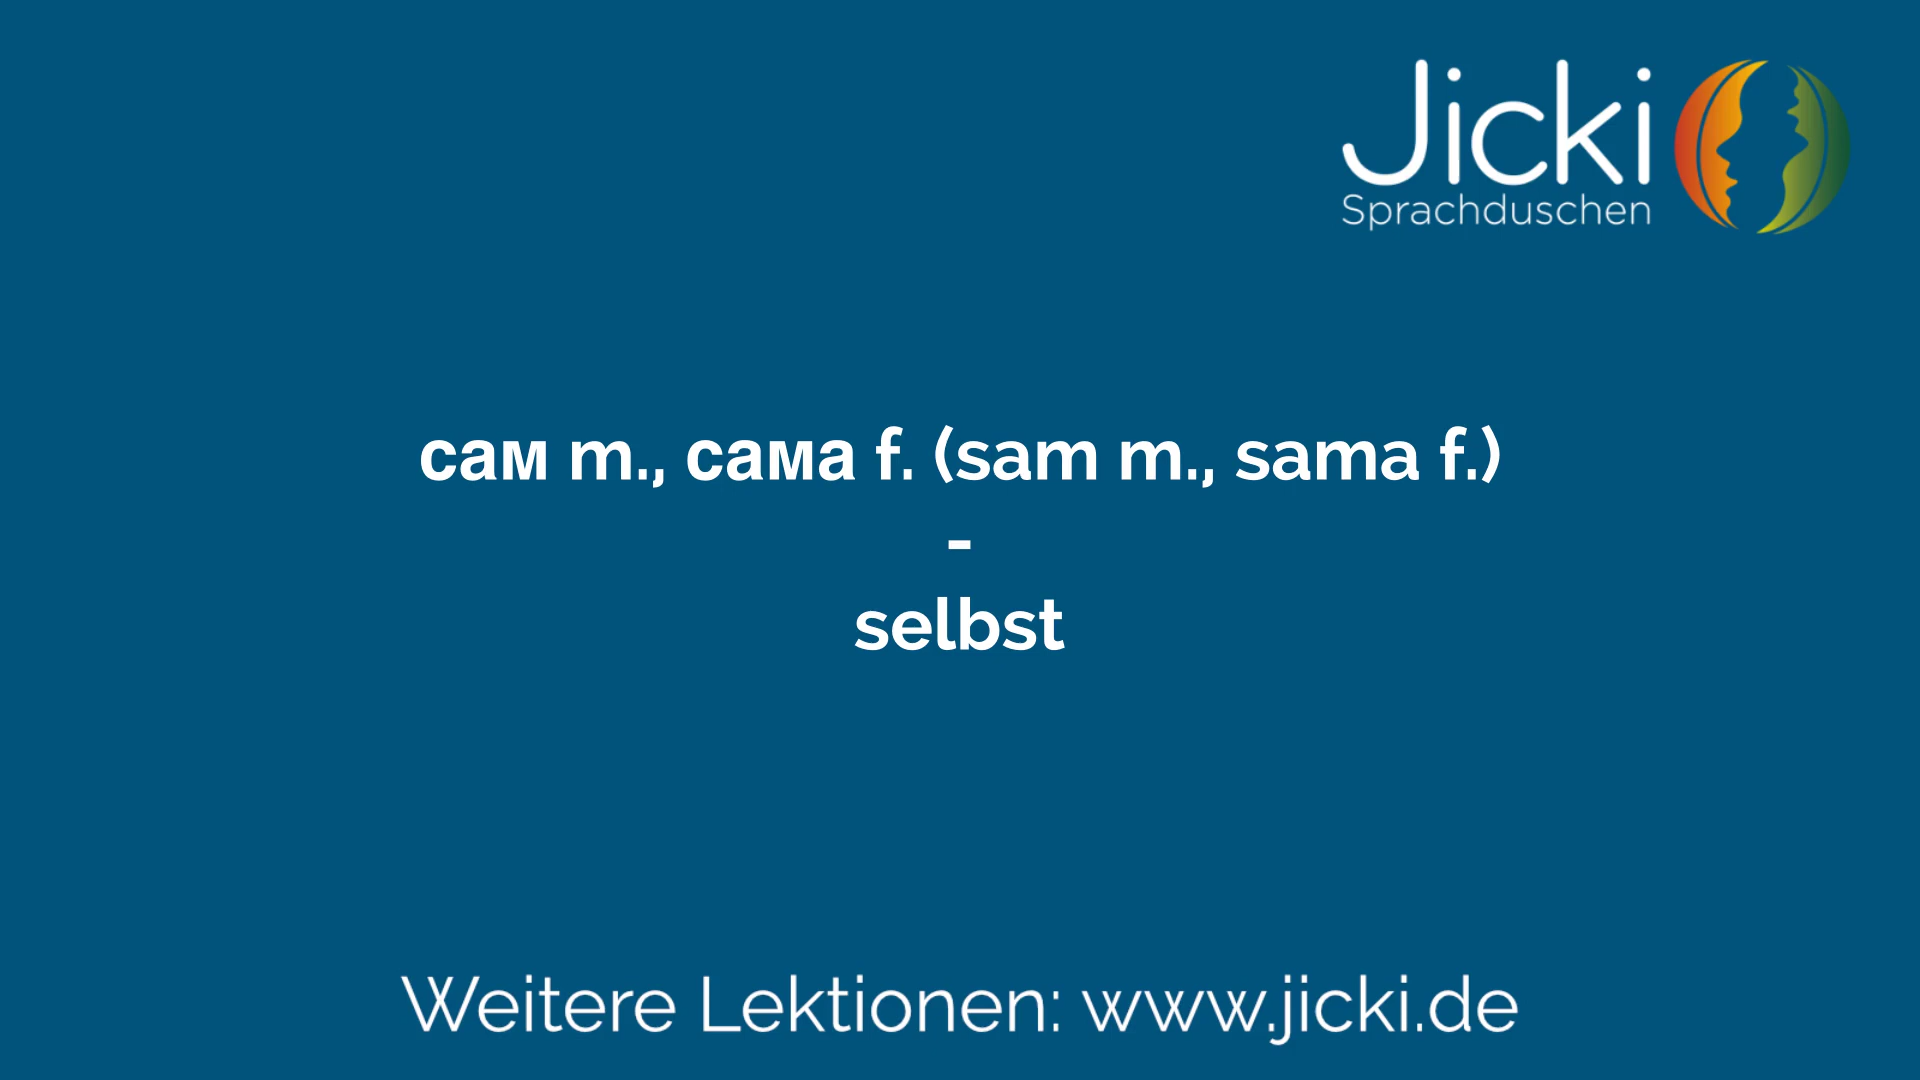 Jicki
Sprachduschen
сам m., сама f. (sam m., sama f.)
-
selbst
Weitere Lektionen: www.jicki.de